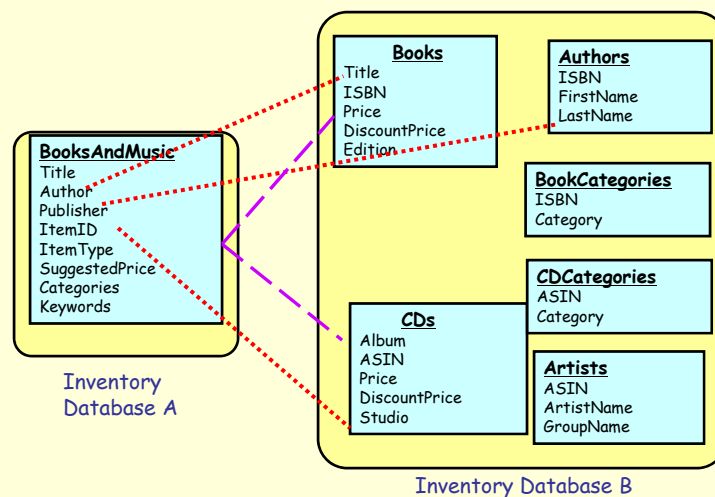 BooksAndMusic
Title
Author
Publisher
ItemID
ItemType
SuggestedPrice
Categories
Keywords
Inventory
Database A
Books
Title
ISBN
Price
DiscountPrice
Edition
Authors
ISBN
FirstName
LastName
BookCategories
ISBN
Category
CDCategories
ASIN
Category
CDs
Album
ASIN
Price
DiscountPrice
Studio
Artists
ASIN
ArtistName
GroupName
Inventory Database B